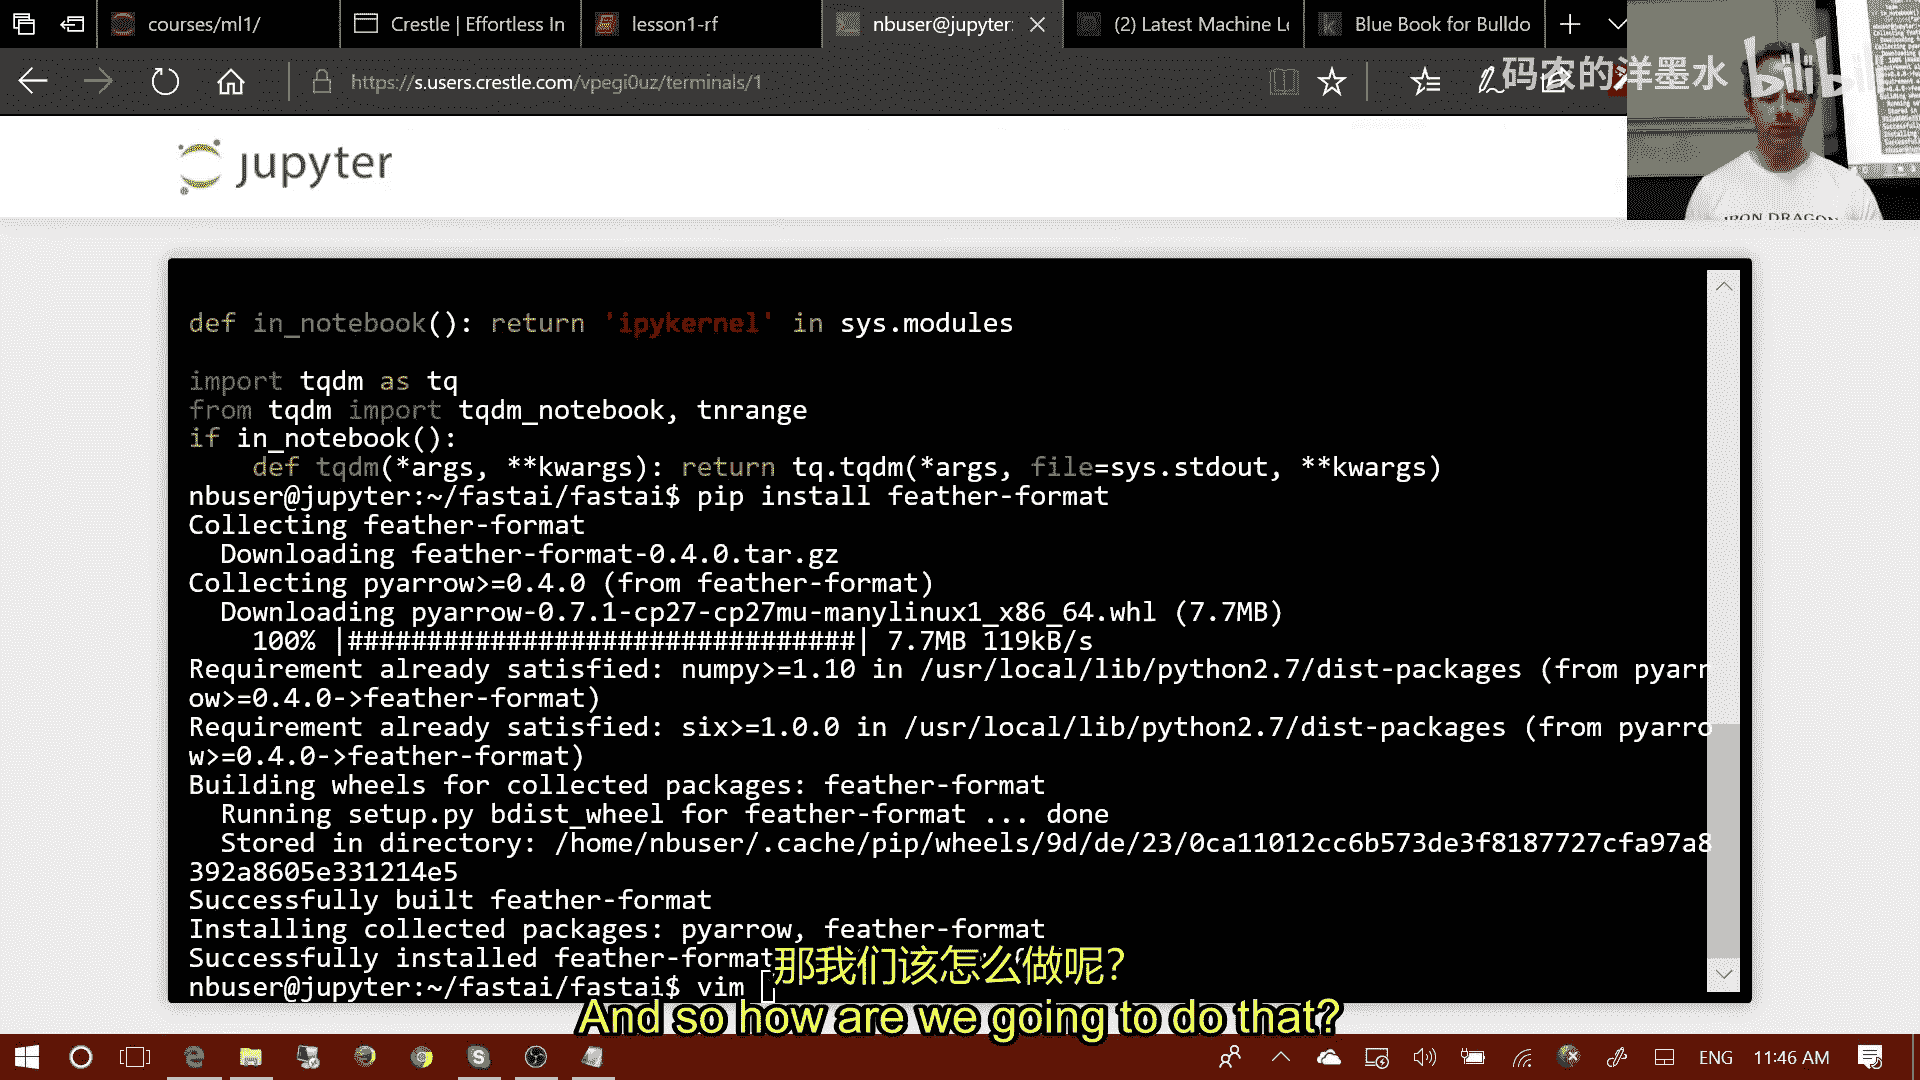 courses/ml1/
Crestle | Effortless In
lesson1-rf
nbuser@jupyter:
(2) Latest Machine Le
Blue Book for Bulldo
https://s.users.crestle.com/vpegi0uz/terminals/1
码农的洋墨水
bilibili
IRON DRAGON
jupyter
def in_notebook(): return 'ipykernel' in sys.modules
import tqdm as tq
from tqdm import tqdm_notebook, tnrange
if in_notebook():
def tqdm(*args, **kwargs): return tq.tqdm(*args, file=sys.stdout, **kwargs)
nbuser@jupyter:~/fastai/fastai$ pip install feather-format
Collecting feather-format
Downloading feather-format-0.4.0.tar.gz
Collecting pyarrow>=0.4.0 (from feather-format)
Downloading pyarrow-0.7.1-cp27-cp27mu-manylinux1_x86_64.whl (7.7MB)
100% |################################| 7.7MB 119kB/s
Requirement already satisfied: numpy>=1.10 in /usr/local/lib/python2.7/dist-packages (from pyarr
ow>=0.4.0->feather-format)
Requirement already satisfied: six>=1.0.0 in /usr/local/lib/python2.7/dist-packages (from pyarro
w>=0.4.0->feather-format)
Building wheels for collected packages: feather-format
Running setup.py bdist_wheel for feather-format ... done
Stored in directory: /home/nbuser/.cache/pip/wheels/9d/de/23/0ca11012cc6b573de3f8187727cfa97a8
392a8605e331214e5
Successfully built feather-format
Installing collected packages: pyarrow, feather-format
Successfully installed feather-format
nbuser@jupyter:~/fastai/fastai$ vim
那我们该怎么做呢?
And so how are we going to do that?
ENG
11:46 AM